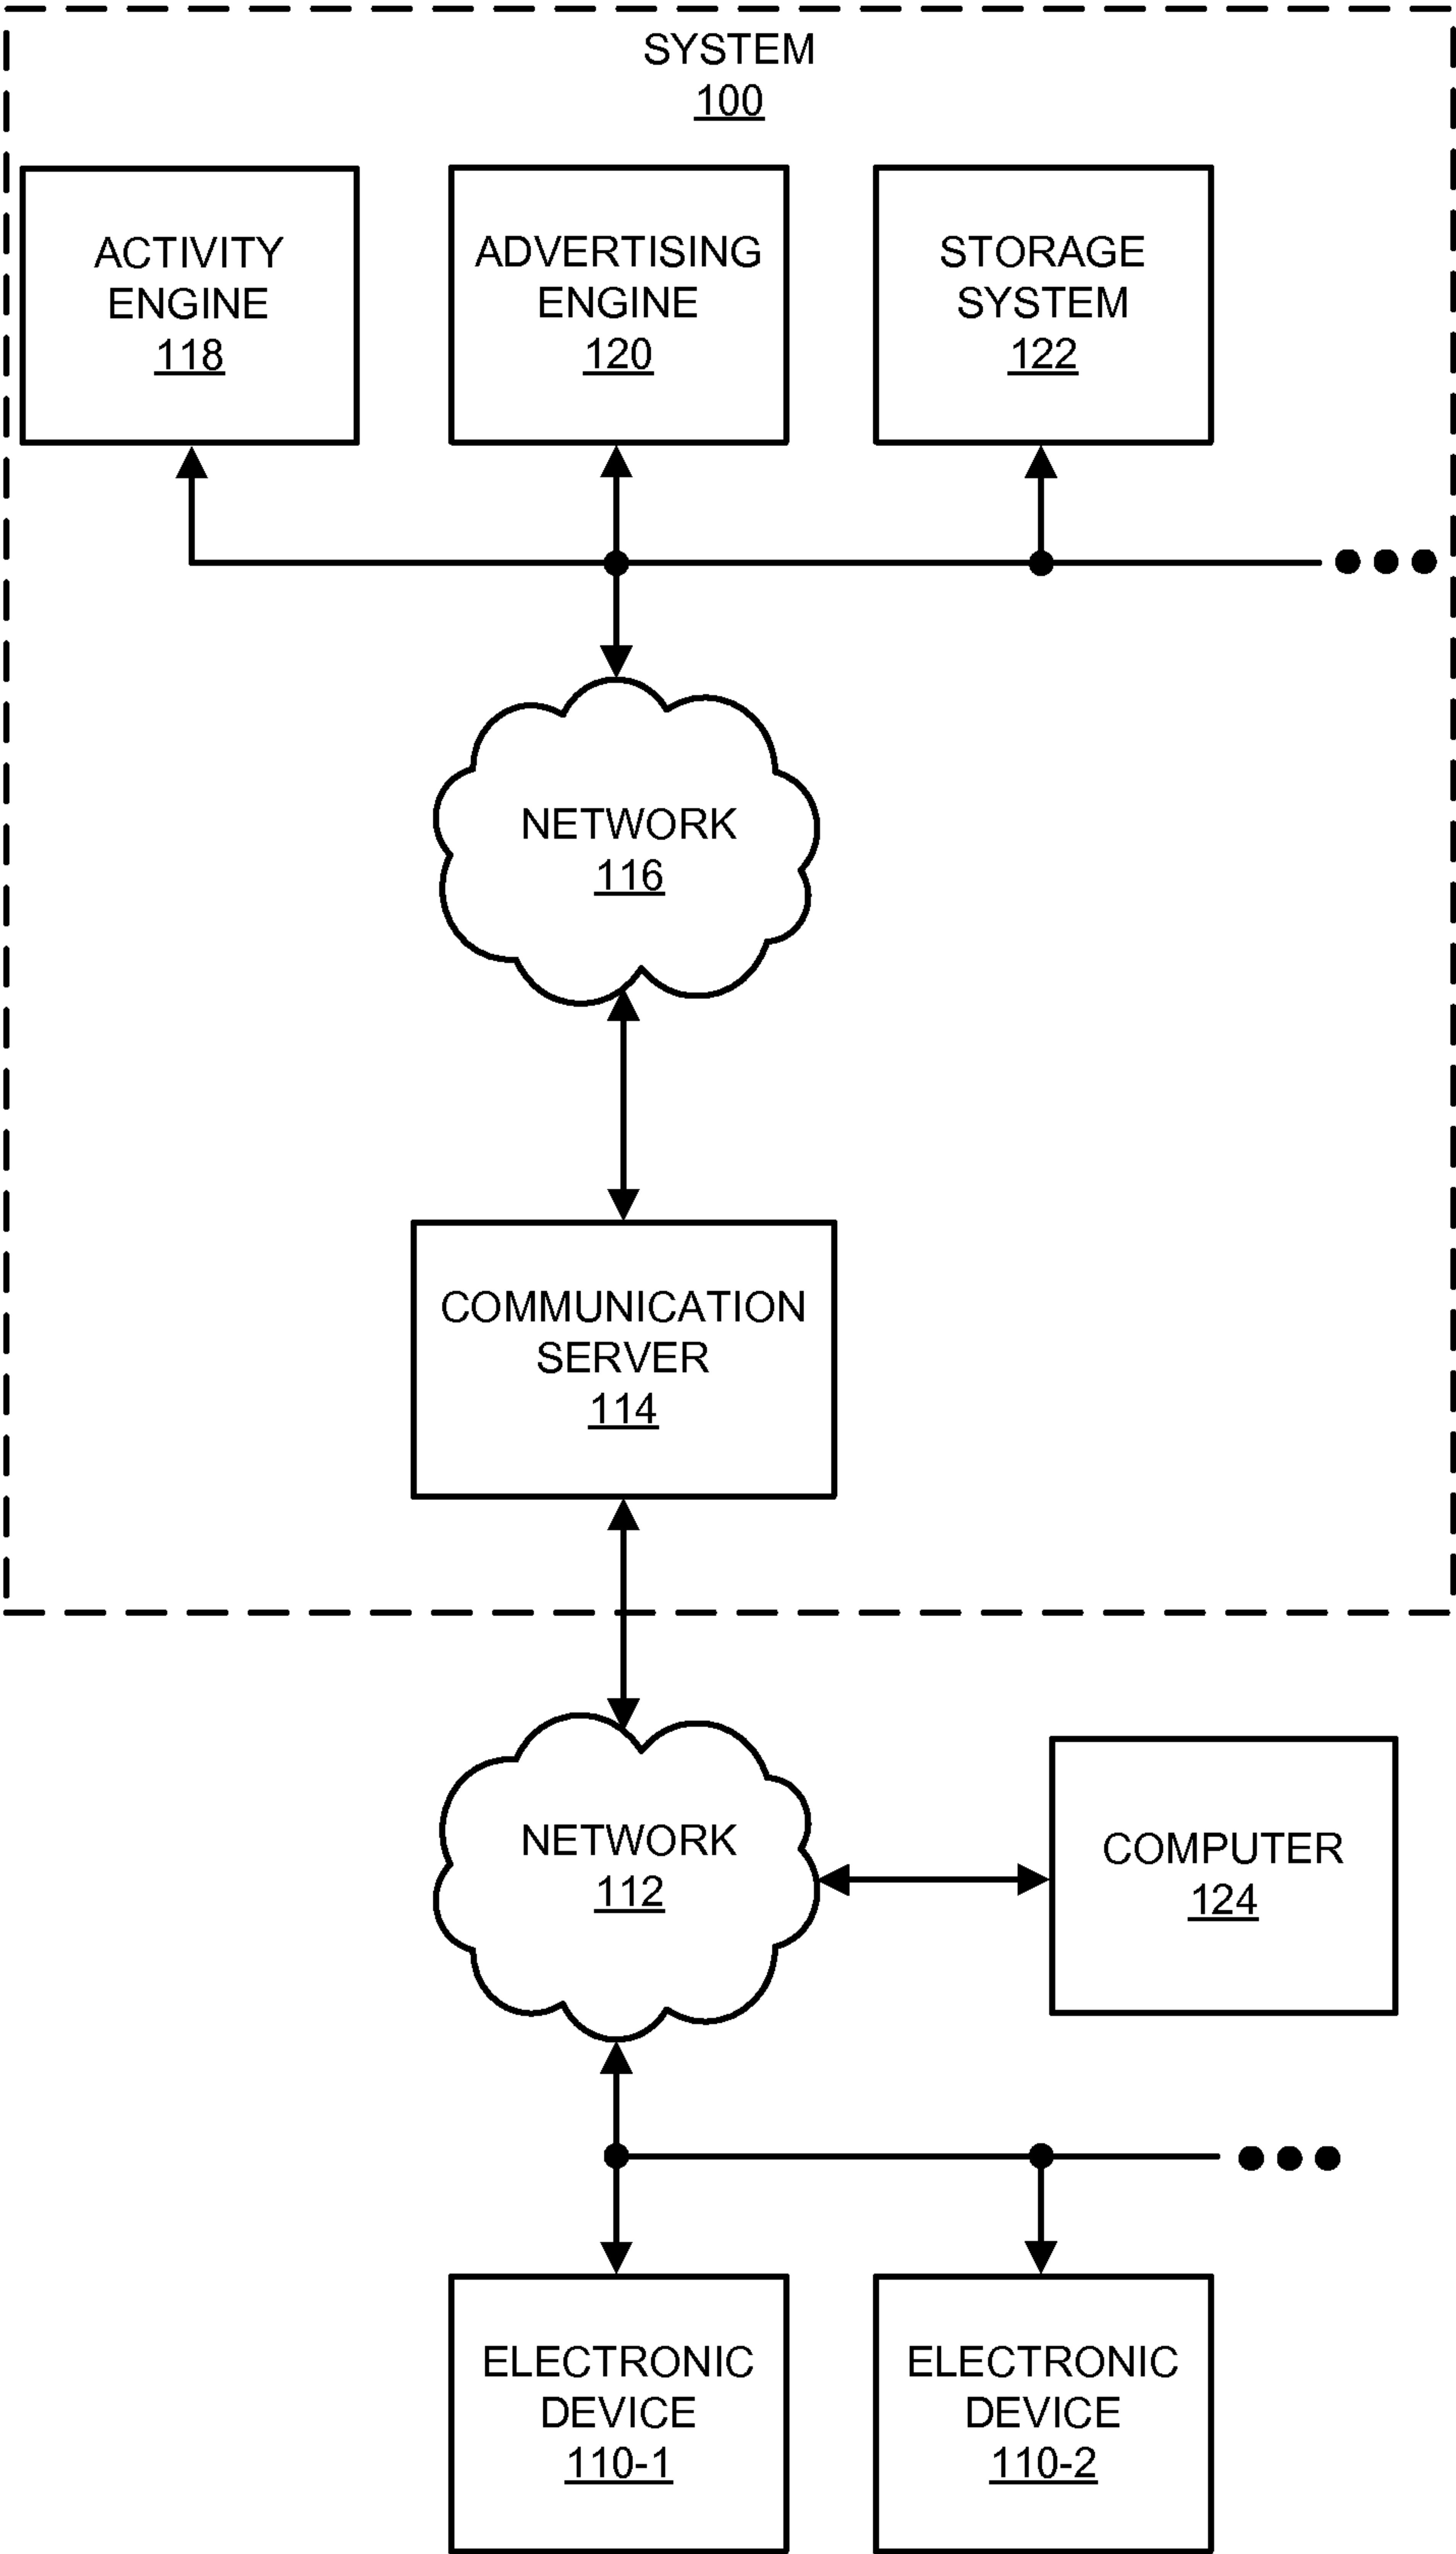 SYSTEM
100
ACTIVITY
ENGINE
118
ADVERTISING
ENGINE
120
STORAGE
SYSTEM
122
NETWORK
116
COMMUNICATION
SERVER
114
NETWORK
112
COMPUTER
124
ELECTRONIC
DEVICE
110-1
ELECTRONIC
DEVICE
110-2